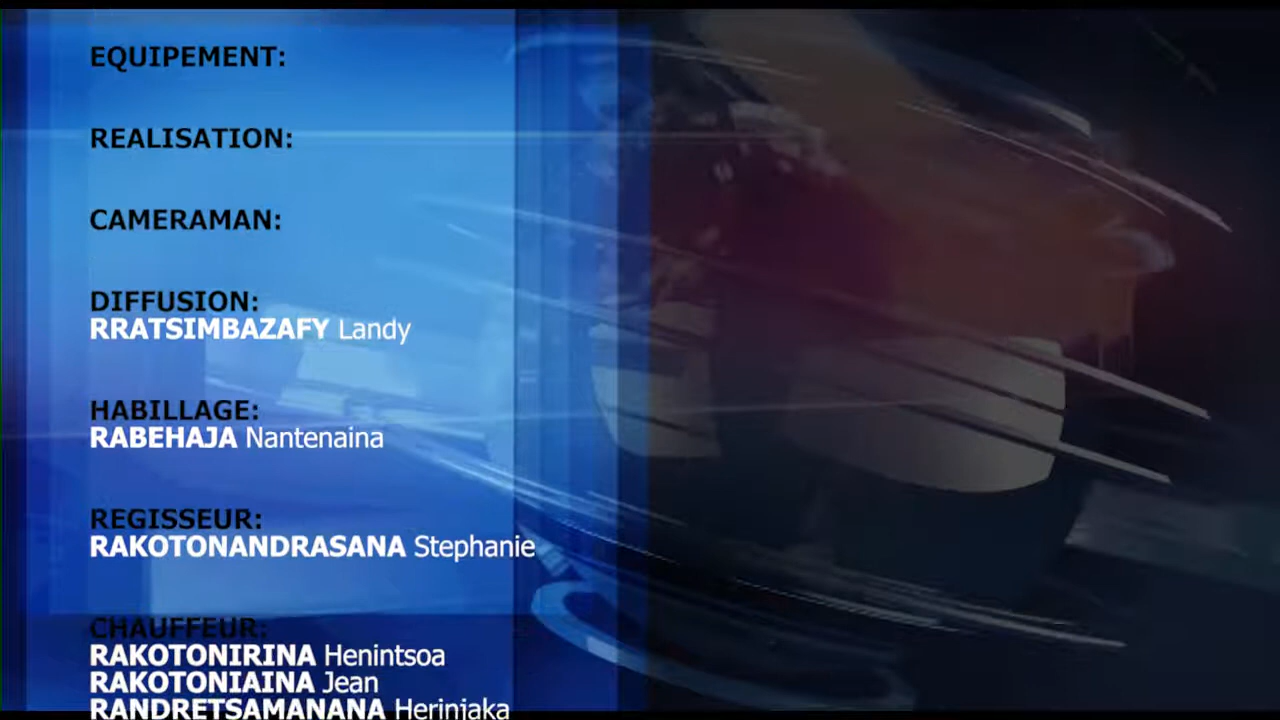 EQUIPEMENT:
REALISATION:
CAMERAMAN:
DIFFUSION:
RRATSIMBAZAFY Landy
HABILLAGE:
RABEHAJA Nantenaina
REGISSEUR:
RAKOTONANDRASANA Stephanie
CHAUFFEUR:
RAKOTONIRINA Henintsoa
RAKOTONIAINA Jean
RANDRETSAMANANA Herinjaka